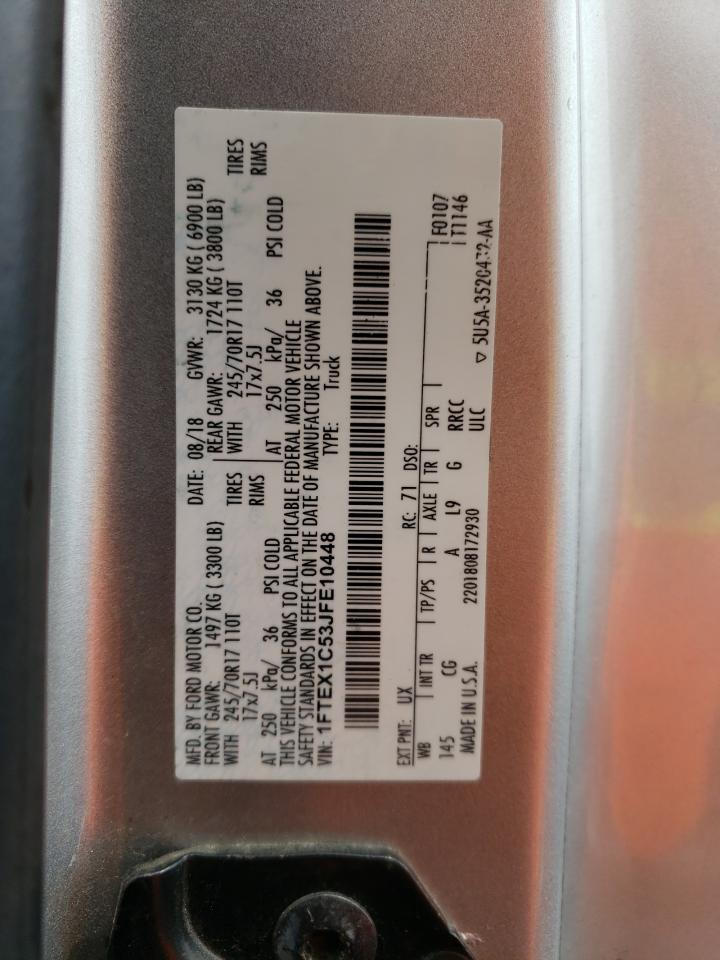 MFD. BY FORD MOTOR CO.
DATE: 08/18 GVWR: 3130 KG ( 6900 LB)
FRONT GAWR: 1497 KG ( 3300 LB) REAR GAWR: 1724 KG ( 3800 LB)
WITH 245/70R17 110T TIRES WITH 245/70R17 110T TIRES
17x7.5J RIMS 17x7.5J RIMS
AT 250 kPa/ 36 PSI COLD AT 250 kPa/ 36 PSI COLD
THIS VEHICLE CONFORMS TO ALL APPLICABLE FEDERAL MOTOR VEHICLE
SAFETY STANDARDS IN EFFECT ON THE DATE OF MANUFACTURE SHOWN ABOVE.
VIN: 1FTEX1C53JFE10448 TYPE: Truck
EXT PNT: UX RC: 71 DSO:
WB INT TR TP/PS R AXLE TR SPR F0107
T1146
145 CG A L9 G RRCC
MADE IN U.S.A. 2201808172930 ULC ▽ 5U5A-3520472-AA